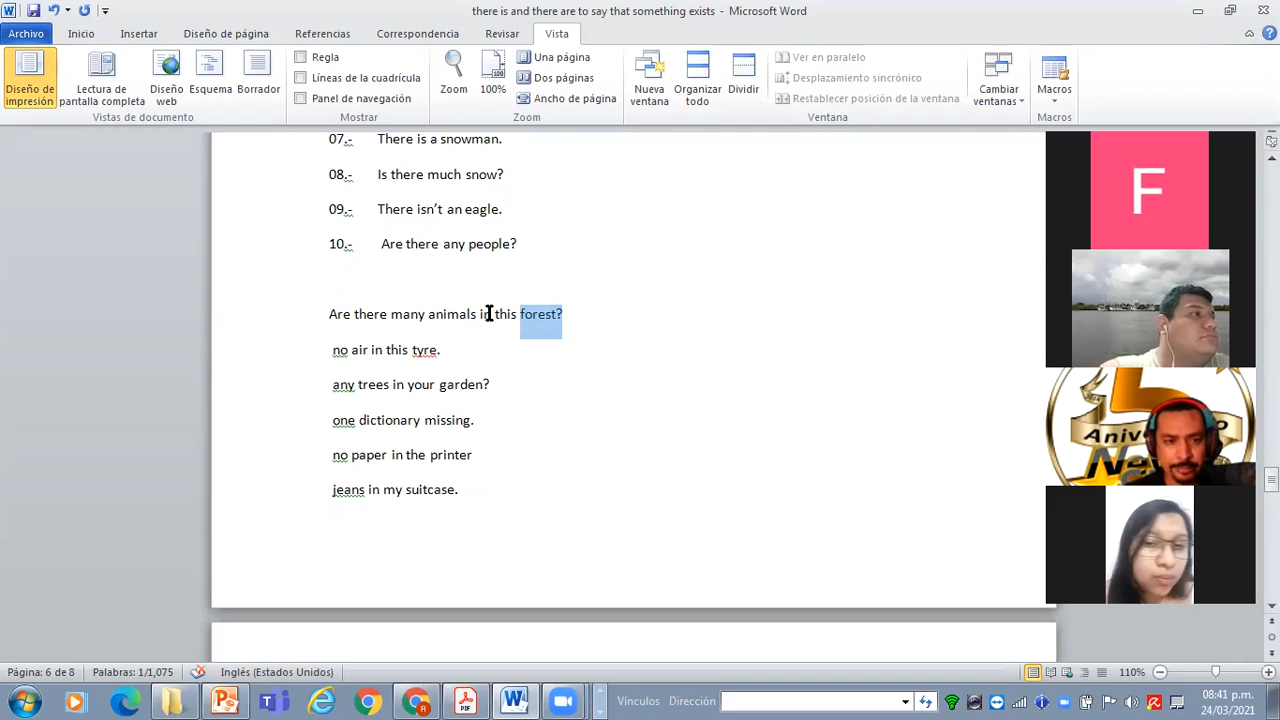 there is and there are to say that something exists - Microsoft Word
Archivo Inicio Insertar Diseño de página Referencias Correspondencia Revisar Vista
Diseño de impresión
Lectura de pantalla completa
Diseño web
Esquema
Borrador
Vistas de documento
Regla
Líneas de la cuadrícula
Panel de navegación
Mostrar
Zoom
100%
Una página
Dos páginas
Ancho de página
Zoom
Nueva ventana
Organizar todo
Dividir
Ver en paralelo
Desplazamiento sincrónico
Restablecer posición de la ventana
Ventana
Cambiar ventanas
Macros
Macros
07.- There is a snowman.
08.- Is there much snow?
09.- There isn’t an eagle.
10.- Are there any people?
Are there many animals in this forest?
no air in this tyre.
any trees in your garden?
one dictionary missing.
no paper in the printer
jeans in my suitcase.
F
Página: 6 de 8 Palabras: 1/1,075 Inglés (Estados Unidos) 110%
Vínculos Dirección
08:41 p.m.
24/03/2021